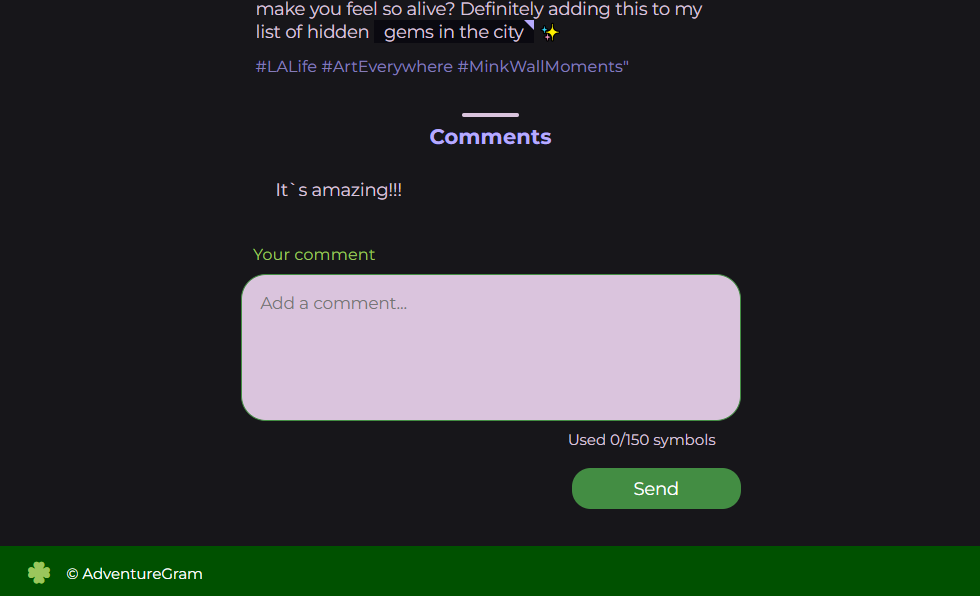 make you feel so alive? Definitely adding this to my
list of hidden gems in the city ✨
#LALife #ArtEverywhere #MinkWallMoments"
Comments
It`s amazing!!!
Your comment
Add a comment...
Used 0/150 symbols
Send
© AdventureGram